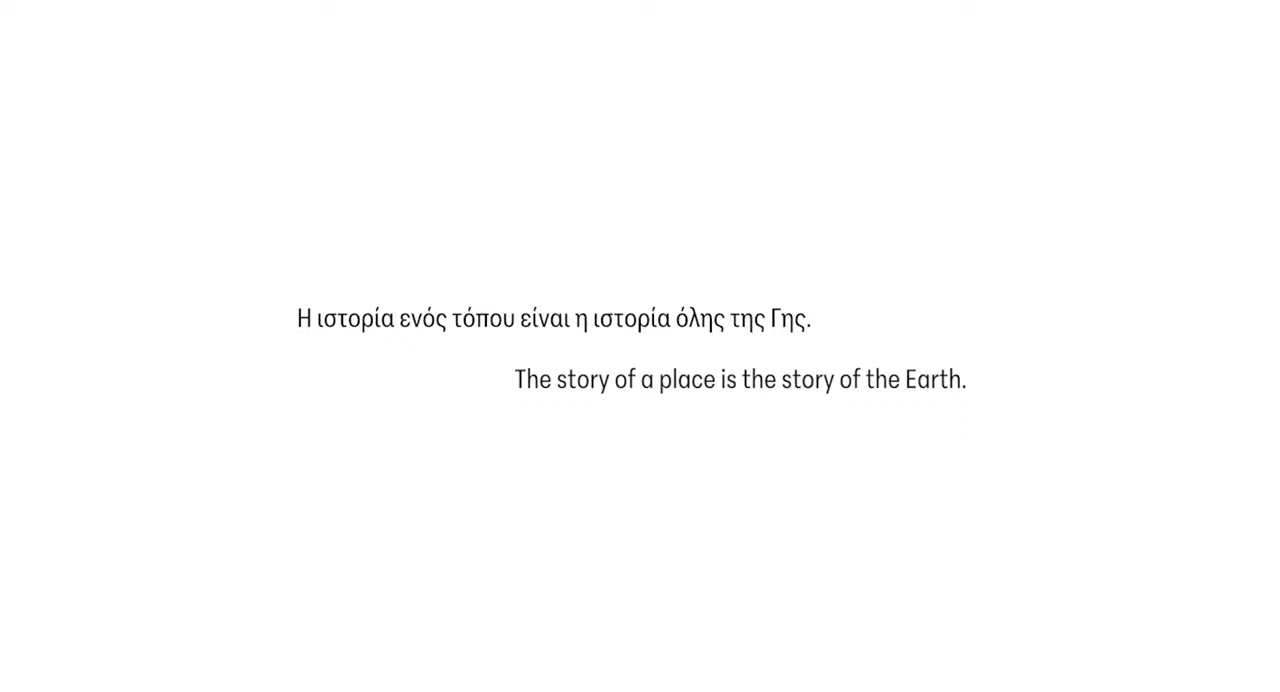 Η ιστορία ενός τόπου είναι η ιστορία όλης της Γης.
The story of a place is the story of the Earth.